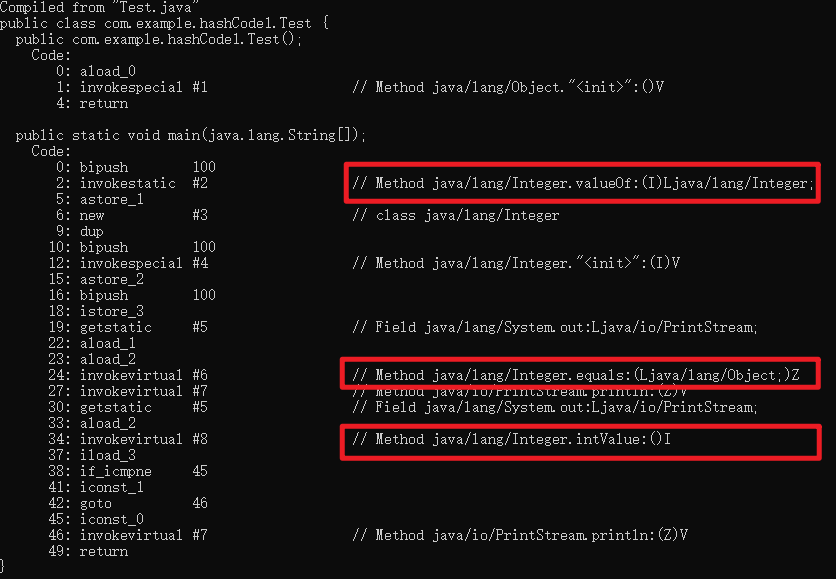 Compiled from "Test.java"
public class com.example.hashCode1.Test {
  public com.example.hashCode1.Test();
    Code:
       0: aload_0
       1: invokespecial #1                  // Method java/lang/Object."<init>":()V
       4: return

  public static void main(java.lang.String[]);
    Code:
       0: bipush        100
       2: invokestatic  #2                  // Method java/lang/Integer.valueOf:(I)Ljava/lang/Integer;
       5: astore_1
       6: new           #3                  // class java/lang/Integer
       9: dup
      10: bipush        100
      12: invokespecial #4                  // Method java/lang/Integer."<init>":(I)V
      15: astore_2
      16: bipush        100
      18: istore_3
      19: getstatic     #5                  // Field java/lang/System.out:Ljava/io/PrintStream;
      22: aload_1
      23: aload_2
      24: invokevirtual #6                  // Method java/lang/Integer.equals:(Ljava/lang/Object;)Z
      27: invokevirtual #7                  // Method java/io/PrintStream.println:(Z)V
      30: getstatic     #5                  // Field java/lang/System.out:Ljava/io/PrintStream;
      33: aload_2
      34: invokevirtual #8                  // Method java/lang/Integer.intValue:()I
      37: iload_3
      38: if_icmpne     45
      41: iconst_1
      42: goto          46
      45: iconst_0
      46: invokevirtual #7                  // Method java/io/PrintStream.println:(Z)V
      49: return
}